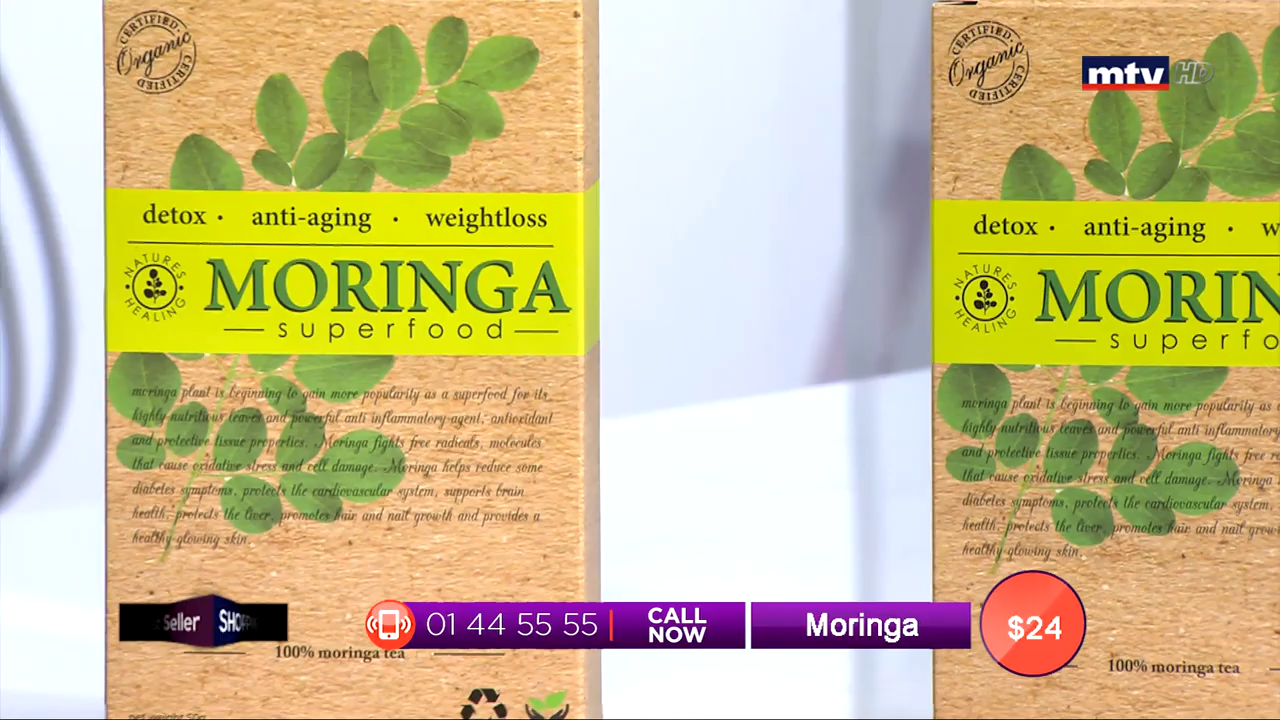 CERTIFIED
Organic
CERTIFIED
detox · anti-aging · weightloss
NATURES
HEALING
MORINGA
superfood
moringa plant is beginning to gain more popularity as a superfood for its
highly nutritious leaves and powerful anti inflammatory agent, antioxidant
and protective tissue properties. Moringa fights free radicals, molecules
that cause oxidative stress and cell damage. Moringa helps reduce some
diabetes symptoms, protects the cardiovascular system, supports brain
health, protects the liver, promotes hair and nail growth and provides a
healthy glowing skin.
100% moringa tea
CERTIFIED
Organic
CERTIFIED
mtv HD
detox · anti-aging · w
NATURES
HEALING
MORIN
superfo
moringa plant is beginning to gain more popularity as
highly nutritious leaves and powerful anti inflammatory
and protective tissue properties. Moringa fights free
that cause oxidative stress and cell damage. Moringa
diabetes symptoms, protects the cardiovascular system,
health, protects the liver, promotes hair and nail grow
healthy glowing skin.
100% moringa tea
Seller SHOPPI
01 44 55 55 CALL NOW
Moringa
$24